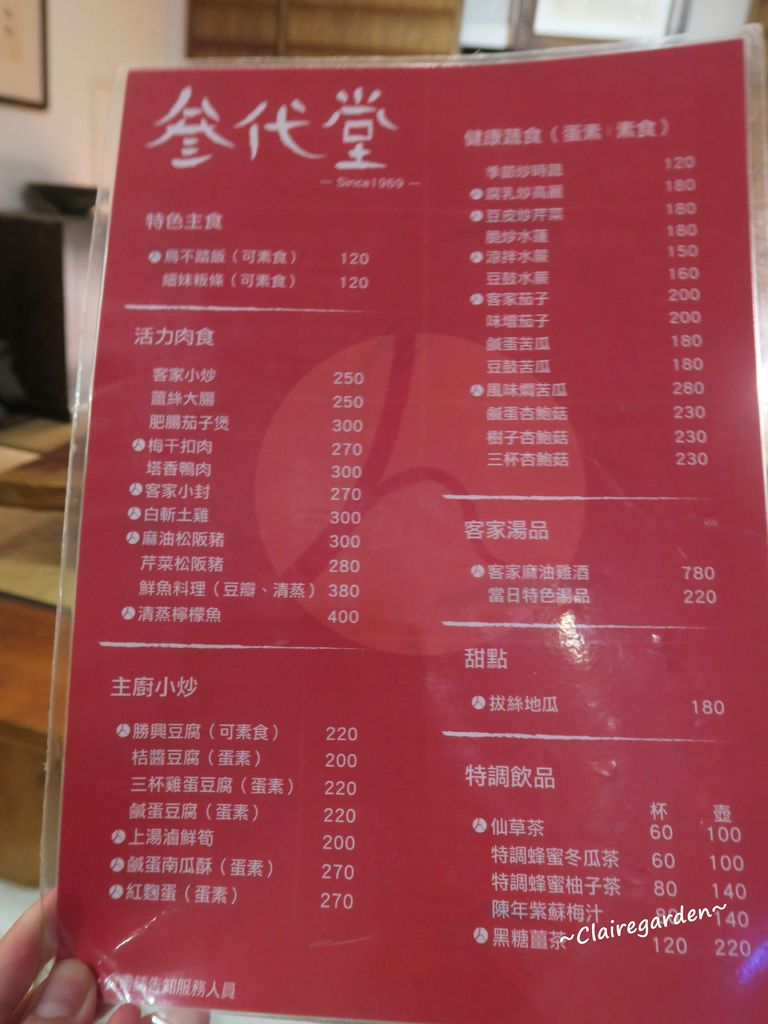 叄代堂
— Since1969 —
特色主食
鳥不踏飯（可素食） 120
細妹粄條（可素食） 120
活力肉食
客家小炒 250
薑絲大腸 250
肥腸茄子煲 300
梅干扣肉 270
塔香鴨肉 300
客家小封 270
白斬土雞 300
麻油松阪豬 300
芹菜松阪豬 280
鮮魚料理（豆瓣、清蒸） 380
清蒸檸檬魚 400
主廚小炒
勝興豆腐（可素食） 220
桔醬豆腐（蛋素） 200
三杯雞蛋豆腐（蛋素） 220
鹹蛋豆腐（蛋素） 220
上湯滷鮮筍 200
鹹蛋南瓜酥（蛋素） 270
紅麴蛋（蛋素） 270
請告知服務人員
健康蔬食（蛋素｜素食）
季節炒時蔬 120
腐乳炒高麗 180
豆皮炒芹菜 180
脆炒水蓮 180
涼拌水蕨 150
豆鼓水蕨 160
客家茄子 200
味增茄子 200
鹹蛋苦瓜 180
豆鼓苦瓜 180
風味燜苦瓜 280
鹹蛋杏鮑菇 230
樹子杏鮑菇 230
三杯杏鮑菇 230
客家湯品
客家麻油雞酒 780
當日特色湯品 220
甜點
拔絲地瓜 180
特調飲品
杯 壺
仙草茶 60 100
特調蜂蜜冬瓜茶 60 100
特調蜂蜜柚子茶 80 140
陳年紫蘇梅汁 140
黑糖薑茶 120 220
~Clairegarden~